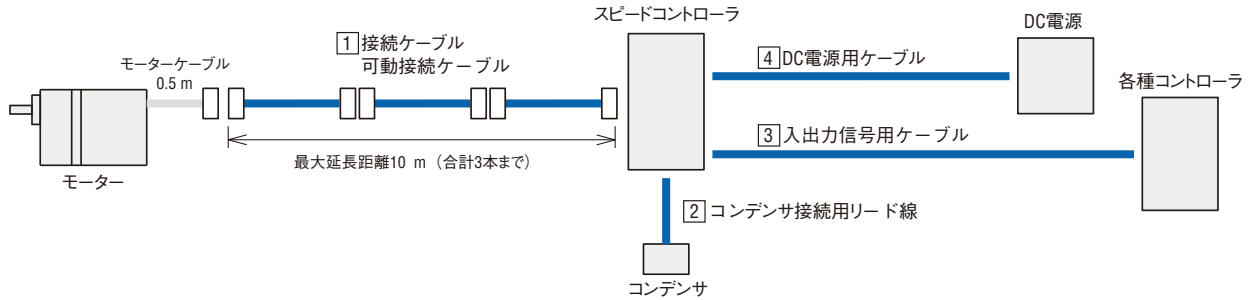 スピードコントローラ
DC電源
1 接続ケーブル
可動接続ケーブル
モーターケーブル
0.5 m
4 DC電源用ケーブル
各種コントローラ
3 入出力信号用ケーブル
最大延長距離10 m（合計3本まで）
モーター
2 コンデンサ接続用リード線
コンデンサ